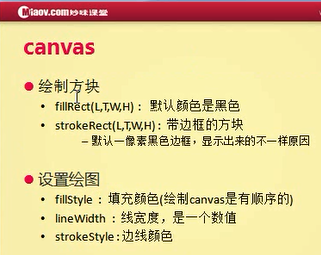 Miaov.com妙味课堂
canvas
绘制方块
fillRect(L,T,W,H)：默认颜色是黑色
strokeRect(L,T,W,H)：带边框的方块
– 默认一像素黑色边框，显示出来的不一样原因
设置绘图
fillStyle：填充颜色(绘制canvas是有顺序的)
lineWidth：线宽度，是一个数值
strokeStyle:边线颜色